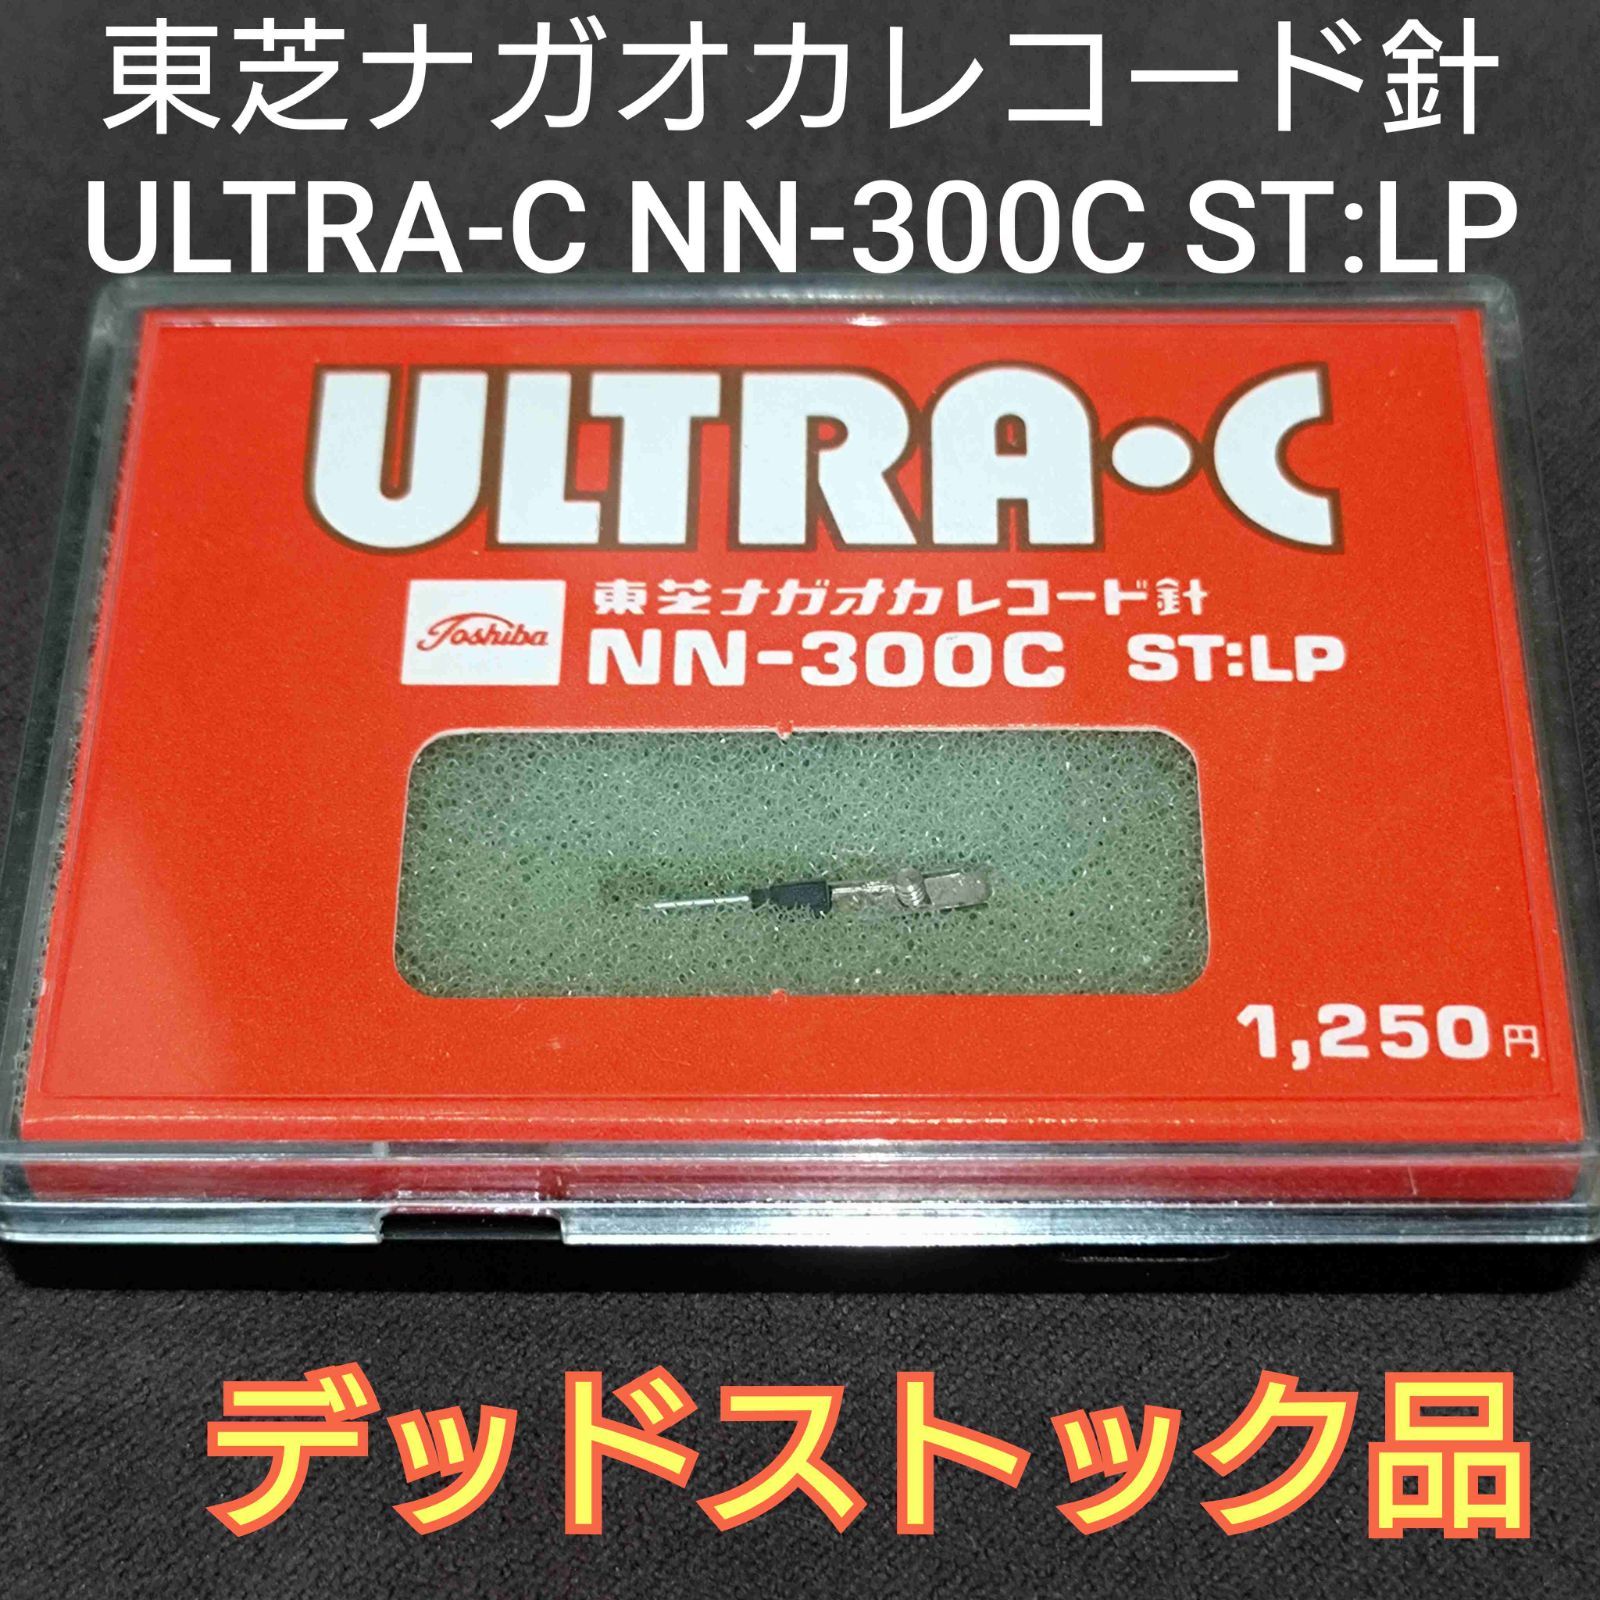 東芝ナガオカレコード針
ULTRA-C NN-300C ST:LP
ULTRA・C
Toshiba
東芝ナガオカレコード針
NN-300C ST:LP
1,250円
デッドストック品